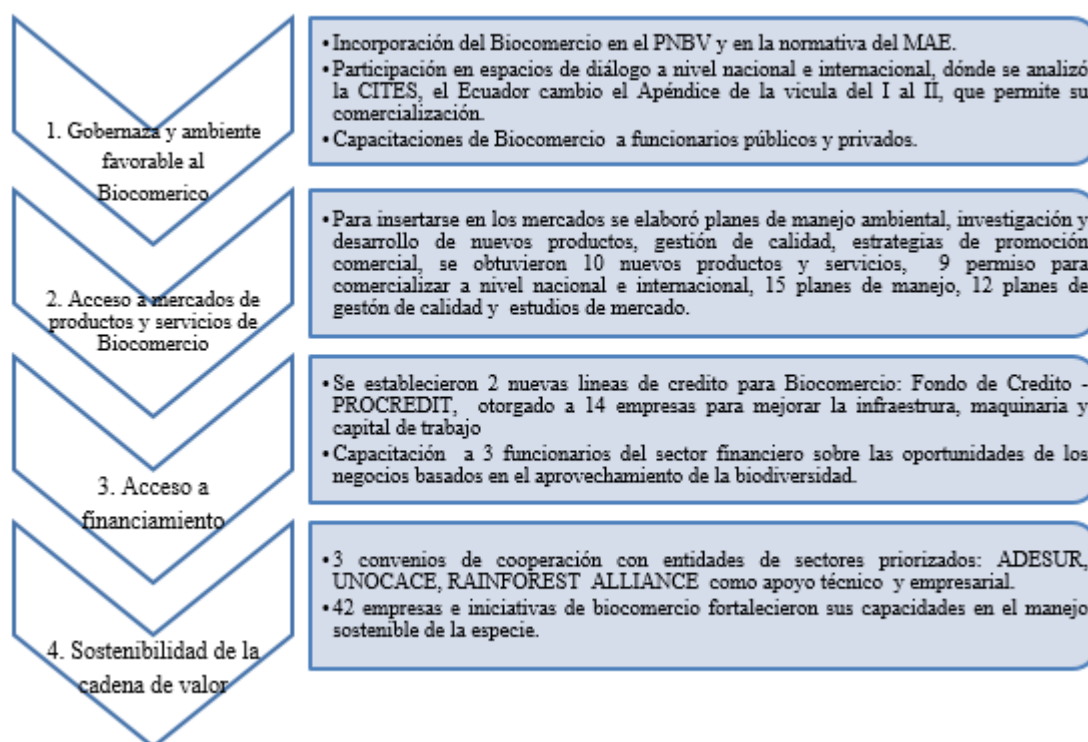 1. Gobernaza y ambiente
favorable al
Biocomerico
•Incorporación del Biocomercio en el PNBV y en la normativa del MAE.
•Participación en espacios de diálogo a nivel nacional e internacional, dónde se analizó
la CITES, el Ecuador cambio el Apéndice de la vicula del I al II, que permite su
comercialización.
•Capacitaciones de Biocomercio a funcionarios públicos y privados.
2. Acceso a mercados de
productos y servicios de
Biocomercio
•Para insertarse en los mercados se elaboró planes de manejo ambiental, investigación y
desarrollo de nuevos productos, gestión de calidad, estrategias de promoción
comercial, se obtuvieron 10 nuevos productos y servicios, 9 permiso para
comercializar a nivel nacional e internacional, 15 planes de manejo, 12 planes de
gestón de calidad y estudios de mercado.
3. Acceso a
financiamiento
•Se establecieron 2 nuevas lineas de credito para Biocomercio: Fondo de Credito -
PROCREDIT, otorgado a 14 empresas para mejorar la infraestrura, maquinaria y
capital de trabajo
•Capacitación a 3 funcionarios del sector financiero sobre las oportunidades de los
negocios basados en el aprovechamiento de la biodiversidad.
4. Sostenibilidad de la
cadena de valor
•3 convenios de cooperación con entidades de sectores priorizados: ADESUR,
UNOCACE, RAINFOREST ALLIANCE como apoyo técnico y empresarial.
•42 empresas e iniciativas de biocomercio fortalecieron sus capacidades en el manejo
sostenible de la especie.